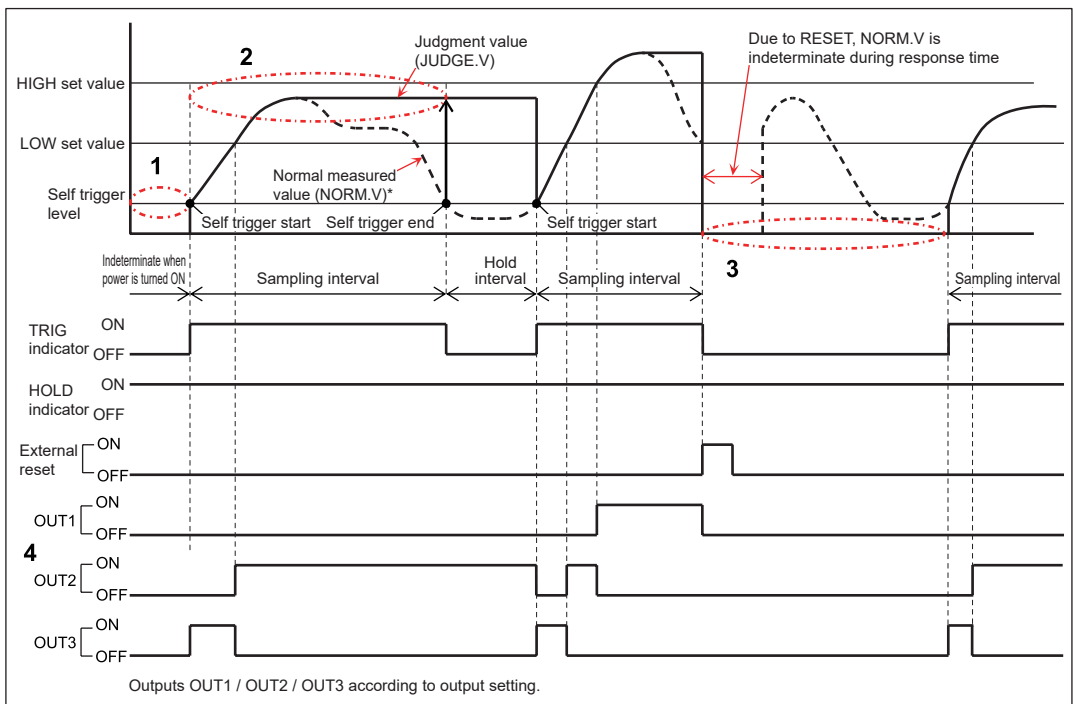 2
Judgment value
(JUDGE.V)
Due to RESET, NORM.V is
indeterminate during response time
HIGH set value
LOW set value
1
Normal measured
value (NORM.V)*
Self trigger
level
Self trigger start
Self trigger end
Self trigger start
3
Indeterminate when
power is turned ON
Sampling interval
Hold
interval
Sampling interval
Sampling interval
TRIG
indicator
ON
OFF
HOLD
indicator
ON
OFF
External
reset
ON
OFF
OUT1
ON
OFF
4
OUT2
ON
OFF
OUT3
ON
OFF
Outputs OUT1 / OUT2 / OUT3 according to output setting.